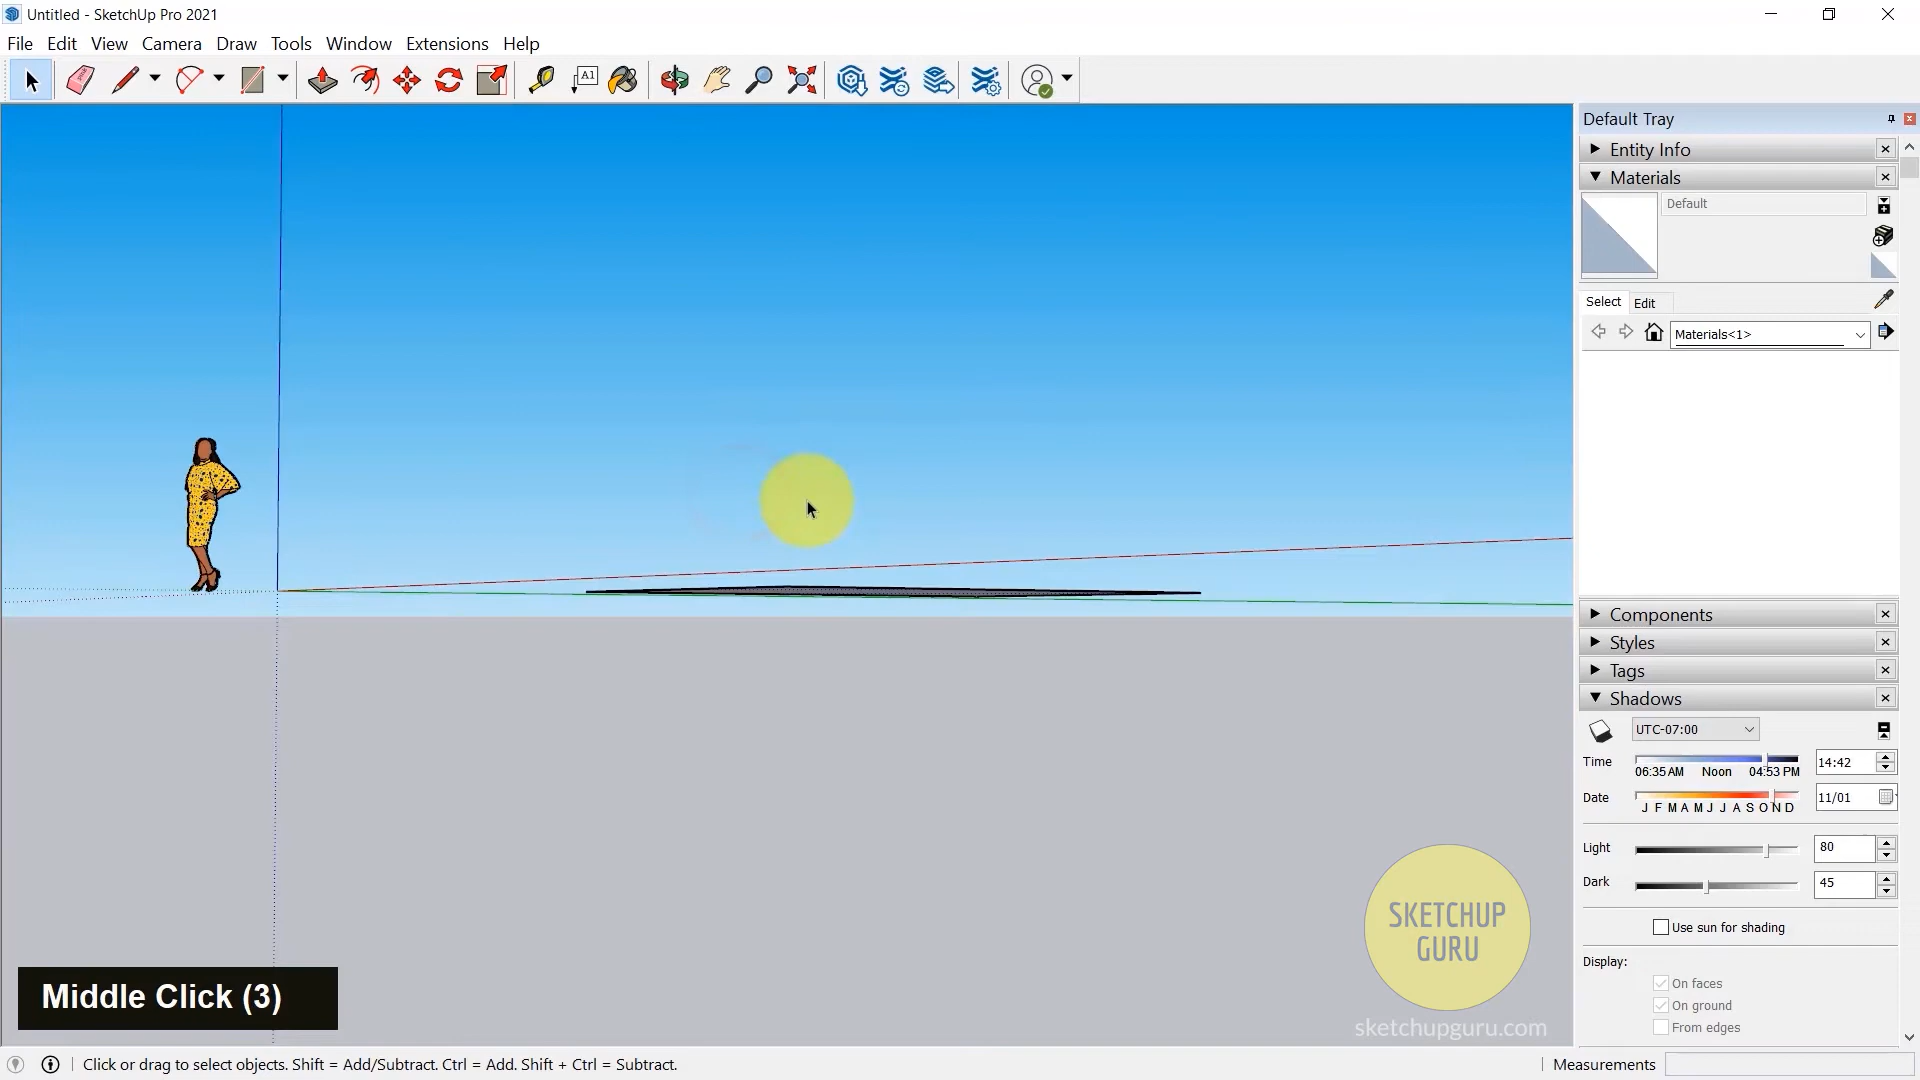 Untitled - SketchUp Pro 2021
File Edit View Camera Draw Tools Window Extensions Help
A1
Default Tray
Entity Info
Materials
Default
Select Edit
Materials<1>
Components
Styles
Tags
Shadows
UTC-07:00
Time 06:35 AM Noon 04:53 PM 14:42
Date J F M A M J J A S O N D 11/01
Light 80
Dark 45
Use sun for shading
Display:
On faces
On ground
From edges
SKETCHUP
GURU
sketchupguru.com
Middle Click (3)
Click or drag to select objects. Shift = Add/Subtract. Ctrl = Add. Shift + Ctrl = Subtract.
Measurements